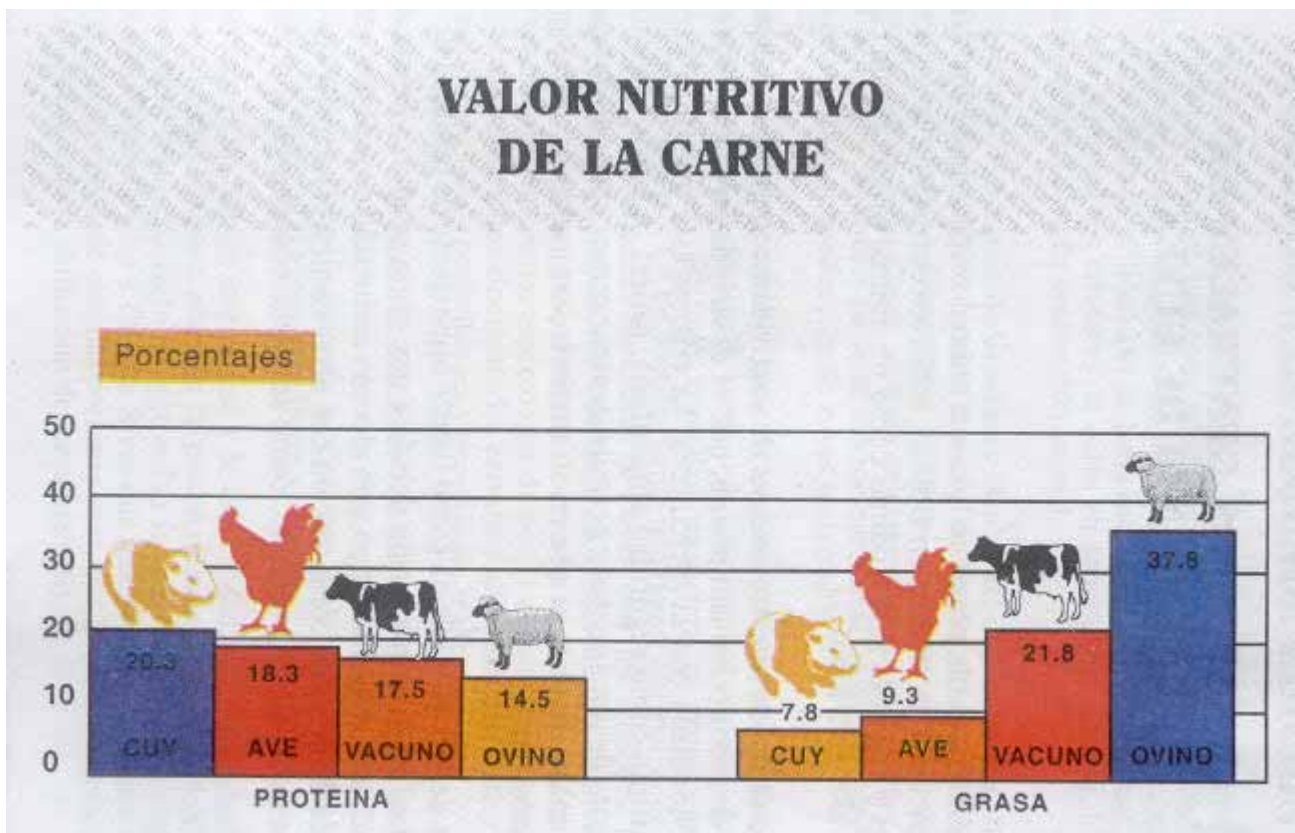 VALOR NUTRITIVO
DE LA CARNE
Porcentajes
50
40
30
20
10
0
20.3
18.3
17.5
14.5
7.8
9.3
21.8
37.8
CUY
AVE
VACUNO
OVINO
CUY
AVE
VACUNO
OVINO
PROTEINA
GRASA